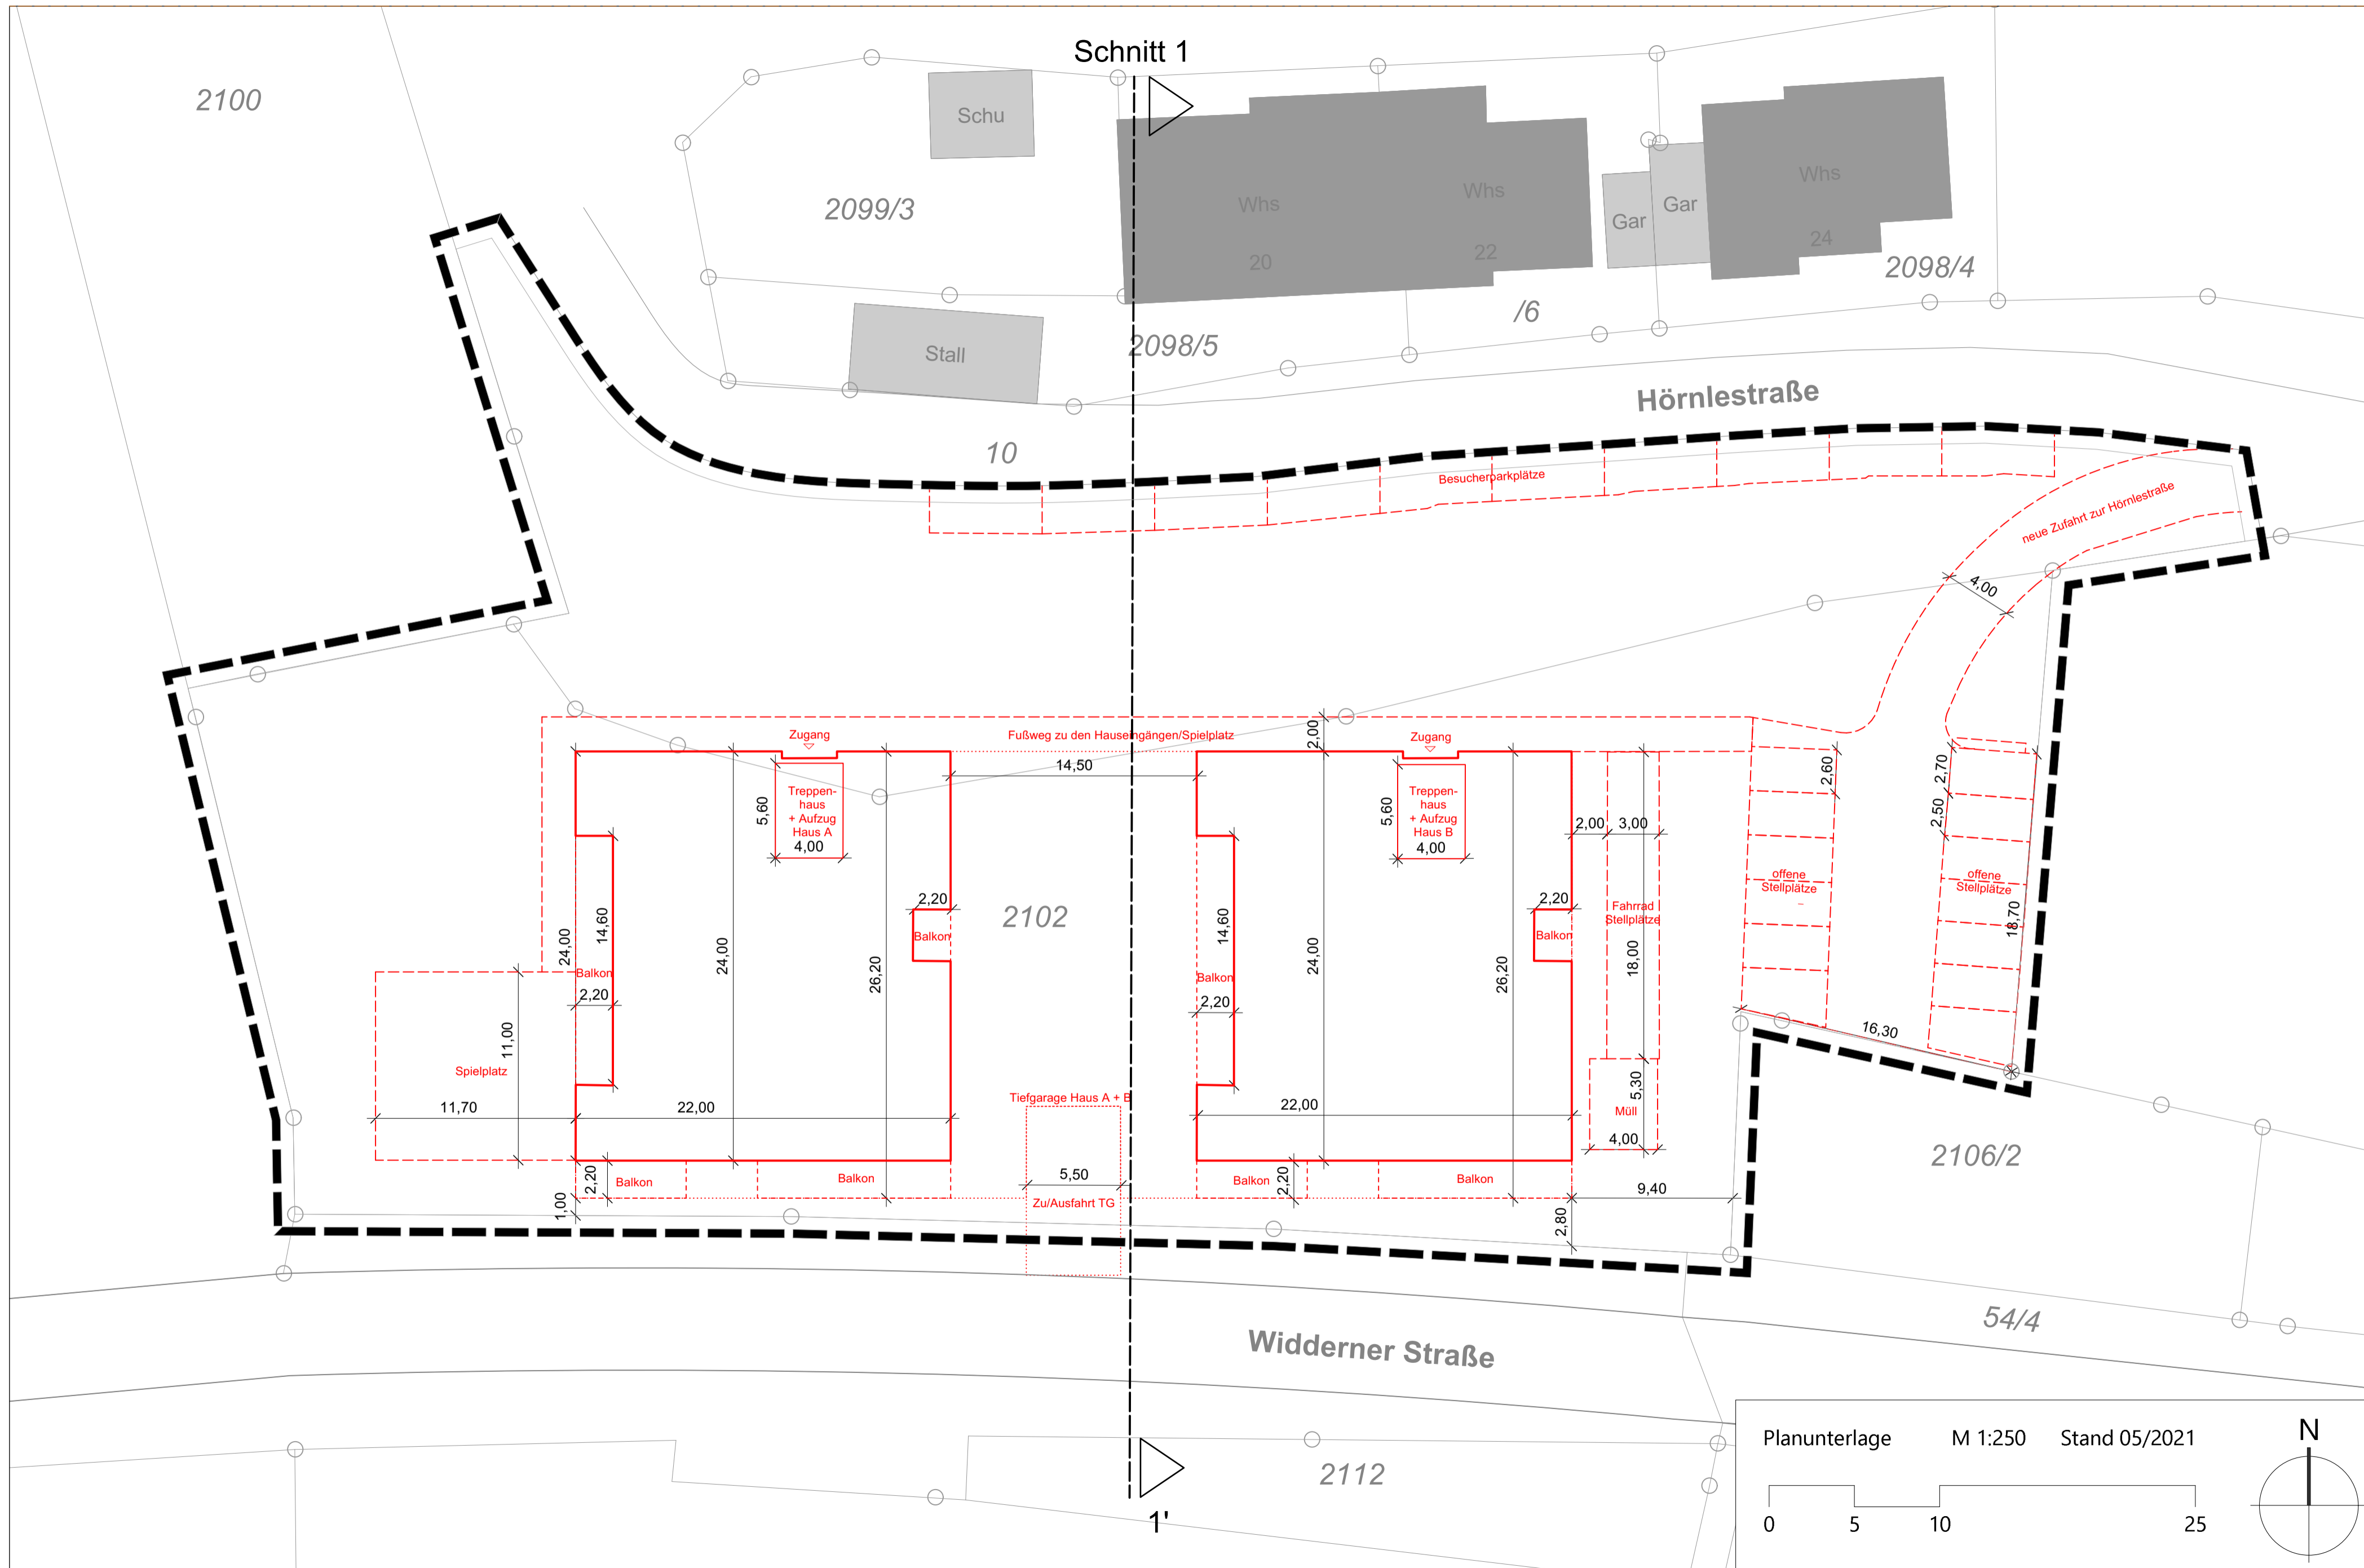 Schnitt 1
2100
Schu
Whs
Whs
Whs
Gar
Gar
2099/3
20
22
24
2098/4
/6
Stall
2098/5
Hörnlestraße
10
Besucherparkplätze
neue Zufahrt zur Hörnlestraße
4,00
Zugang
Fußweg zu den Hauseingängen/Spielplatz
2,00
Zugang
14,50
2,60
2,70
5,60
Treppen-
haus
+ Aufzug
Haus A
4,00
5,60
Treppen-
haus
+ Aufzug
Haus B
4,00
2,00
3,00
2,50
offene
Stellplätze
offene
Stellplätze
2,20
Balkon
2102
2,20
Balkon
Fahrrad
Stellplätze
18,70
24,00
14,60
24,00
26,20
14,60
24,00
26,20
18,00
Balkon
2,20
Balkon
2,20
11,00
Spielplatz
16,30
5,30
Müll
4,00
11,70
22,00
Tiefgarage Haus A + B
22,00
2106/2
2,20
Balkon
Balkon
5,50
Balkon
2,20
Balkon
1,00
Zu/Ausfahrt TG
9,40
2,80
54/4
Widderner Straße
2112
1'
Planunterlage M 1:250 Stand 05/2021
N
0 5 10 25